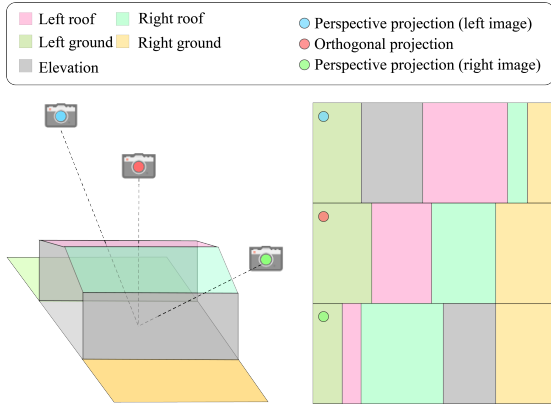 Left roof
Right roof
Perspective projection (left image)
Left ground
Right ground
Orthogonal projection
Elevation
Perspective projection (right image)